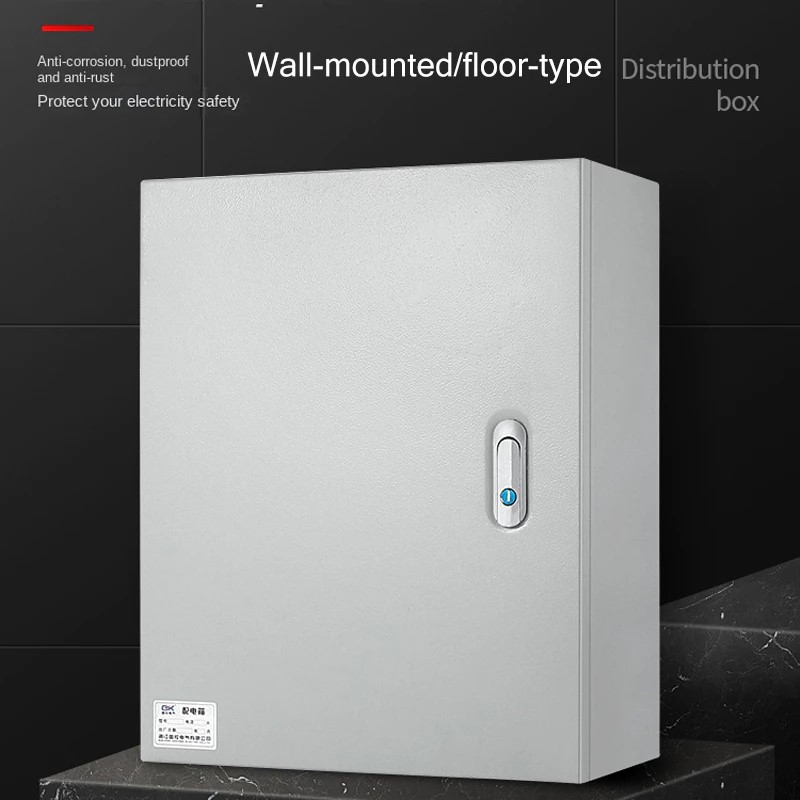 Anti-corrosion, dustproof
and anti-rust
Protect your electricity safety
Wall-mounted/floor-type
Distribution
box
配电箱